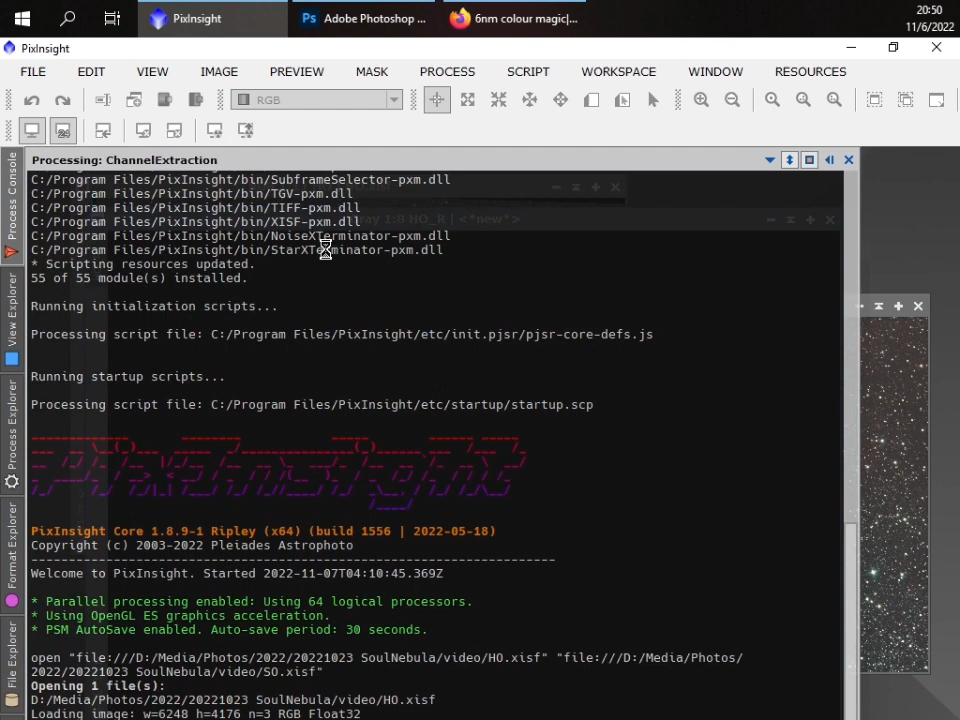 PixInsight
Adobe Photoshop ...
6nm colour magic|...
20:50
11/6/2022
PixInsight
FILE EDIT VIEW IMAGE PREVIEW MASK PROCESS SCRIPT WORKSPACE WINDOW RESOURCES
RGB
Processing: ChannelExtraction
Process Console
View Explorer
Process Explorer
Format Explorer
File Explorer
C:/Program Files/PixInsight/bin/SubframeSelector-pxm.dll
C:/Program Files/PixInsight/bin/TGV-pxm.dll
C:/Program Files/PixInsight/bin/TIFF-pxm.dll
C:/Program Files/PixInsight/bin/XISF-pxm.dll
C:/Program Files/PixInsight/bin/NoiseXTerminator-pxm.dll
C:/Program Files/PixInsight/bin/StarXTerminator-pxm.dll
* Scripting resources updated.
55 of 55 module(s) installed.
Running initialization scripts...
Processing script file: C:/Program Files/PixInsight/etc/init.pjsr/pjsr-core-defs.js
Running startup scripts...
Processing script file: C:/Program Files/PixInsight/etc/startup/startup.scp
PixInsight
PixInsight Core 1.8.9-1 Ripley (x64) (build 1556 | 2022-05-18)
Copyright (c) 2003-2022 Pleiades Astrophoto
Welcome to PixInsight. Started 2022-11-07T04:10:45.369Z
* Parallel processing enabled: Using 64 logical processors.
* Using OpenGL ES graphics acceleration.
* PSM AutoSave enabled. Auto-save period: 30 seconds.
open "file:///D:/Media/Photos/2022/20221023 SoulNebula/video/HO.xisf" "file:///D:/Media/Photos/
2022/20221023 SoulNebula/video/SO.xisf"
Opening 1 file(s):
D:/Media/Photos/2022/20221023 SoulNebula/video/HO.xisf
Loading image: w=6248 h=4176 n=3 RGB Float32